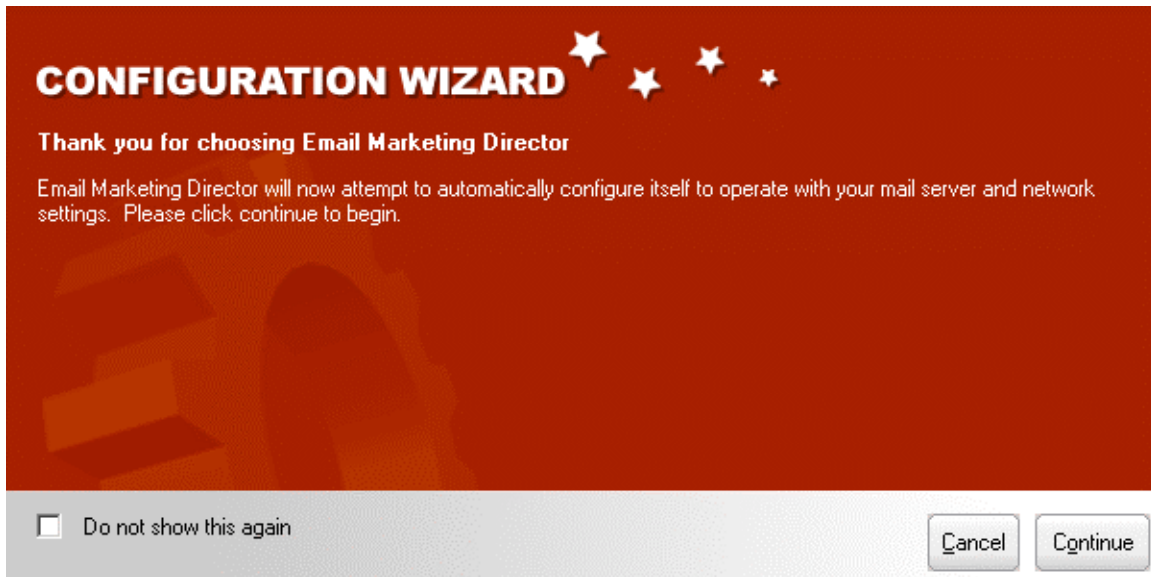 CONFIGURATION WIZARD
Thank you for choosing Email Marketing Director
Email Marketing Director will now attempt to automatically configure itself to operate with your mail server and network
settings.  Please click continue to begin.
Do not show this again
Cancel
Continue